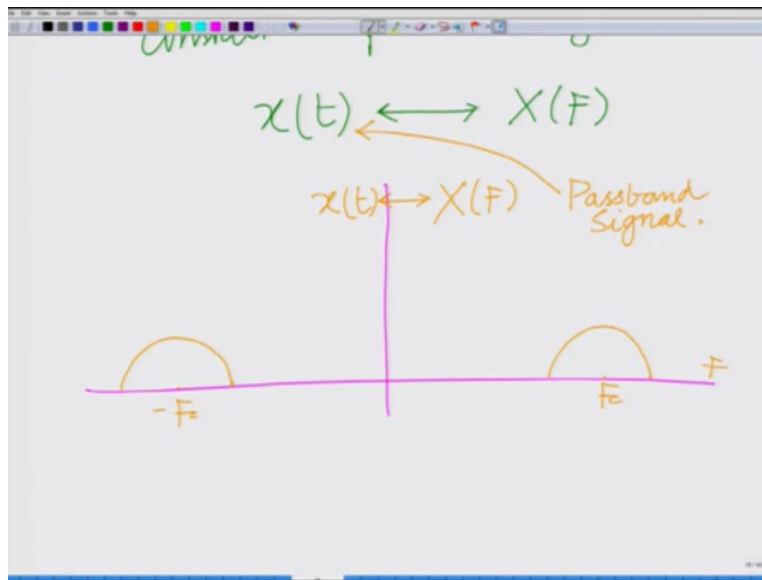 x(t) ⟷ X(F)
x(t) ⟷ X(F)
Passband
Signal.
F
-Fc
Fc